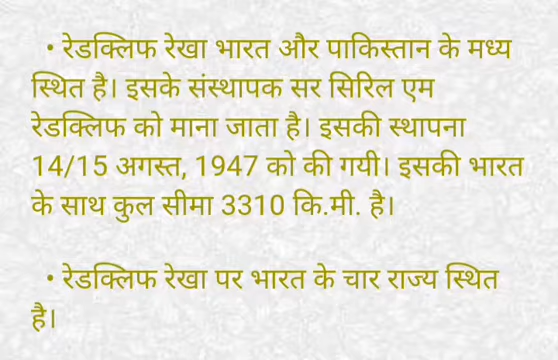 • रेडक्लिफ रेखा भारत और पाकिस्तान के मध्य
स्थित है। इसके संस्थापक सर सिरिल एम
रेडक्लिफ को माना जाता है। इसकी स्थापना
14/15 अगस्त, 1947 को की गयी। इसकी भारत
के साथ कुल सीमा 3310 कि.मी. है।
• रेडक्लिफ रेखा पर भारत के चार राज्य स्थित
है।